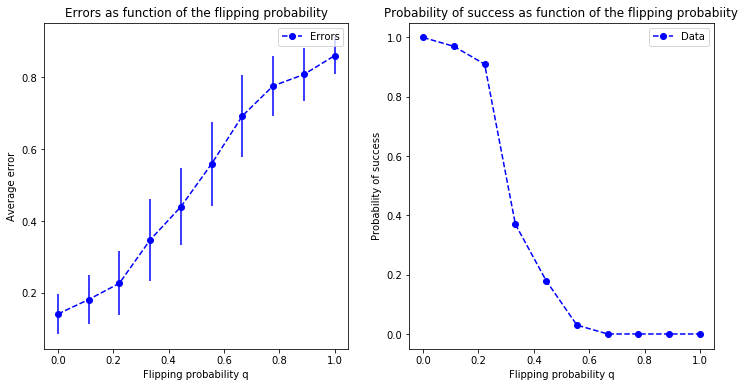 Errors as function of the flipping probability
Errors
Average error
0.8
0.6
0.4
0.2
0.0 0.2 0.4 0.6 0.8 1.0
Flipping probability q
Probability of success as function of the flipping probabiity
Data
Probability of success
1.0
0.8
0.6
0.4
0.2
0.0
0.0 0.2 0.4 0.6 0.8 1.0
Flipping probability q